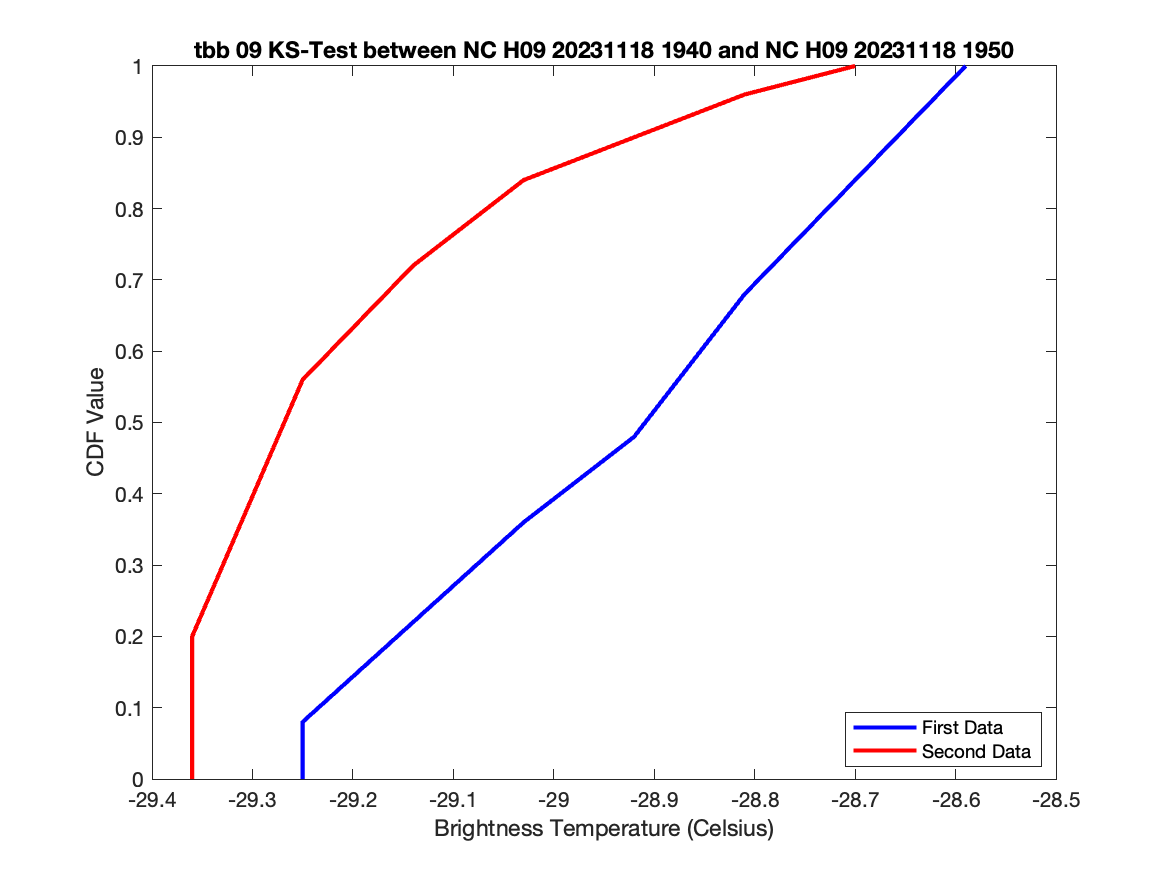 tbb 09 KS-Test between NC H09 20231118 1940 and NC H09 20231118 1950
1
0.9
0.8
0.7
0.6
0.5
0.4
0.3
0.2
0.1
0
CDF Value
First Data
Second Data
-29.4 -29.3 -29.2 -29.1 -29 -28.9 -28.8 -28.7 -28.6 -28.5
Brightness Temperature (Celsius)